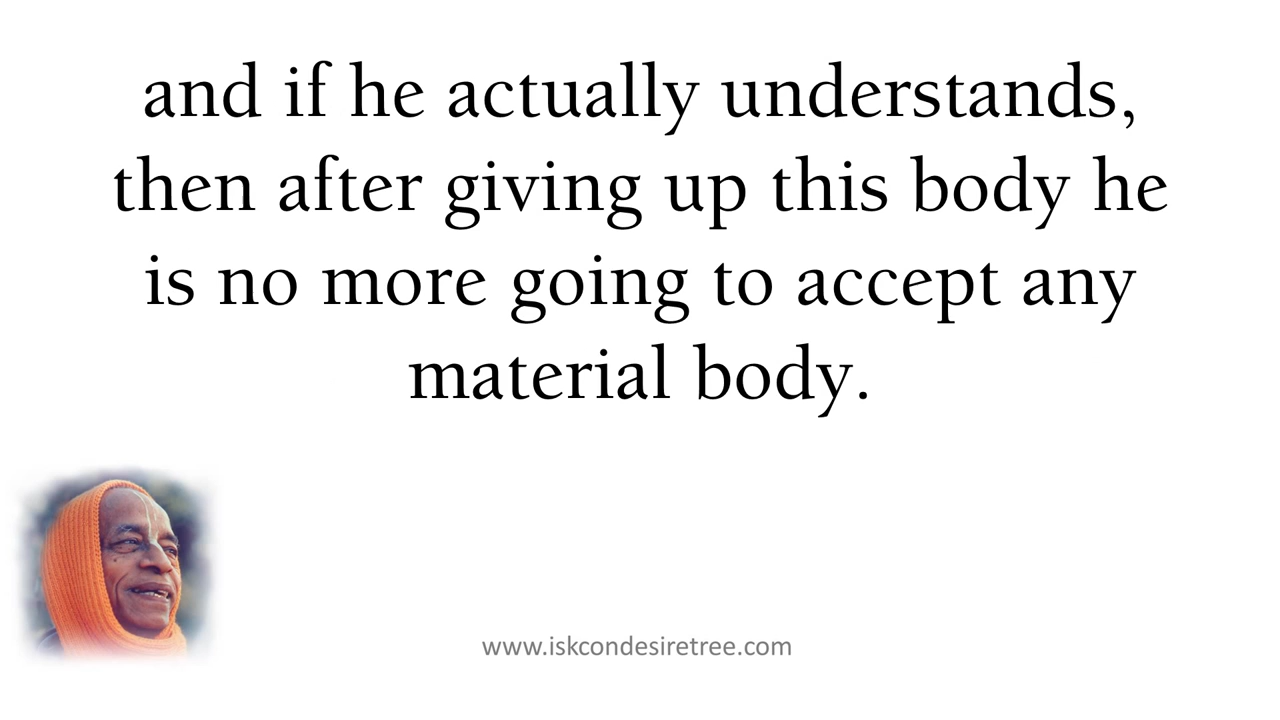 and if he actually understands,
then after giving up this body he
is no more going to accept any
material body.
www.iskcondesiretree.com